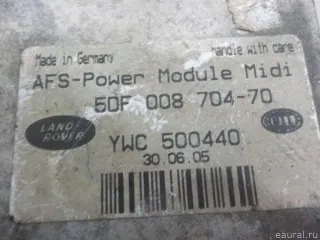 Made in Germany
handle with care
AFS-Power Module Midi
5DF 008 704-70
LAND ROVER
YWC 500440
30.06.05
eaural.ru